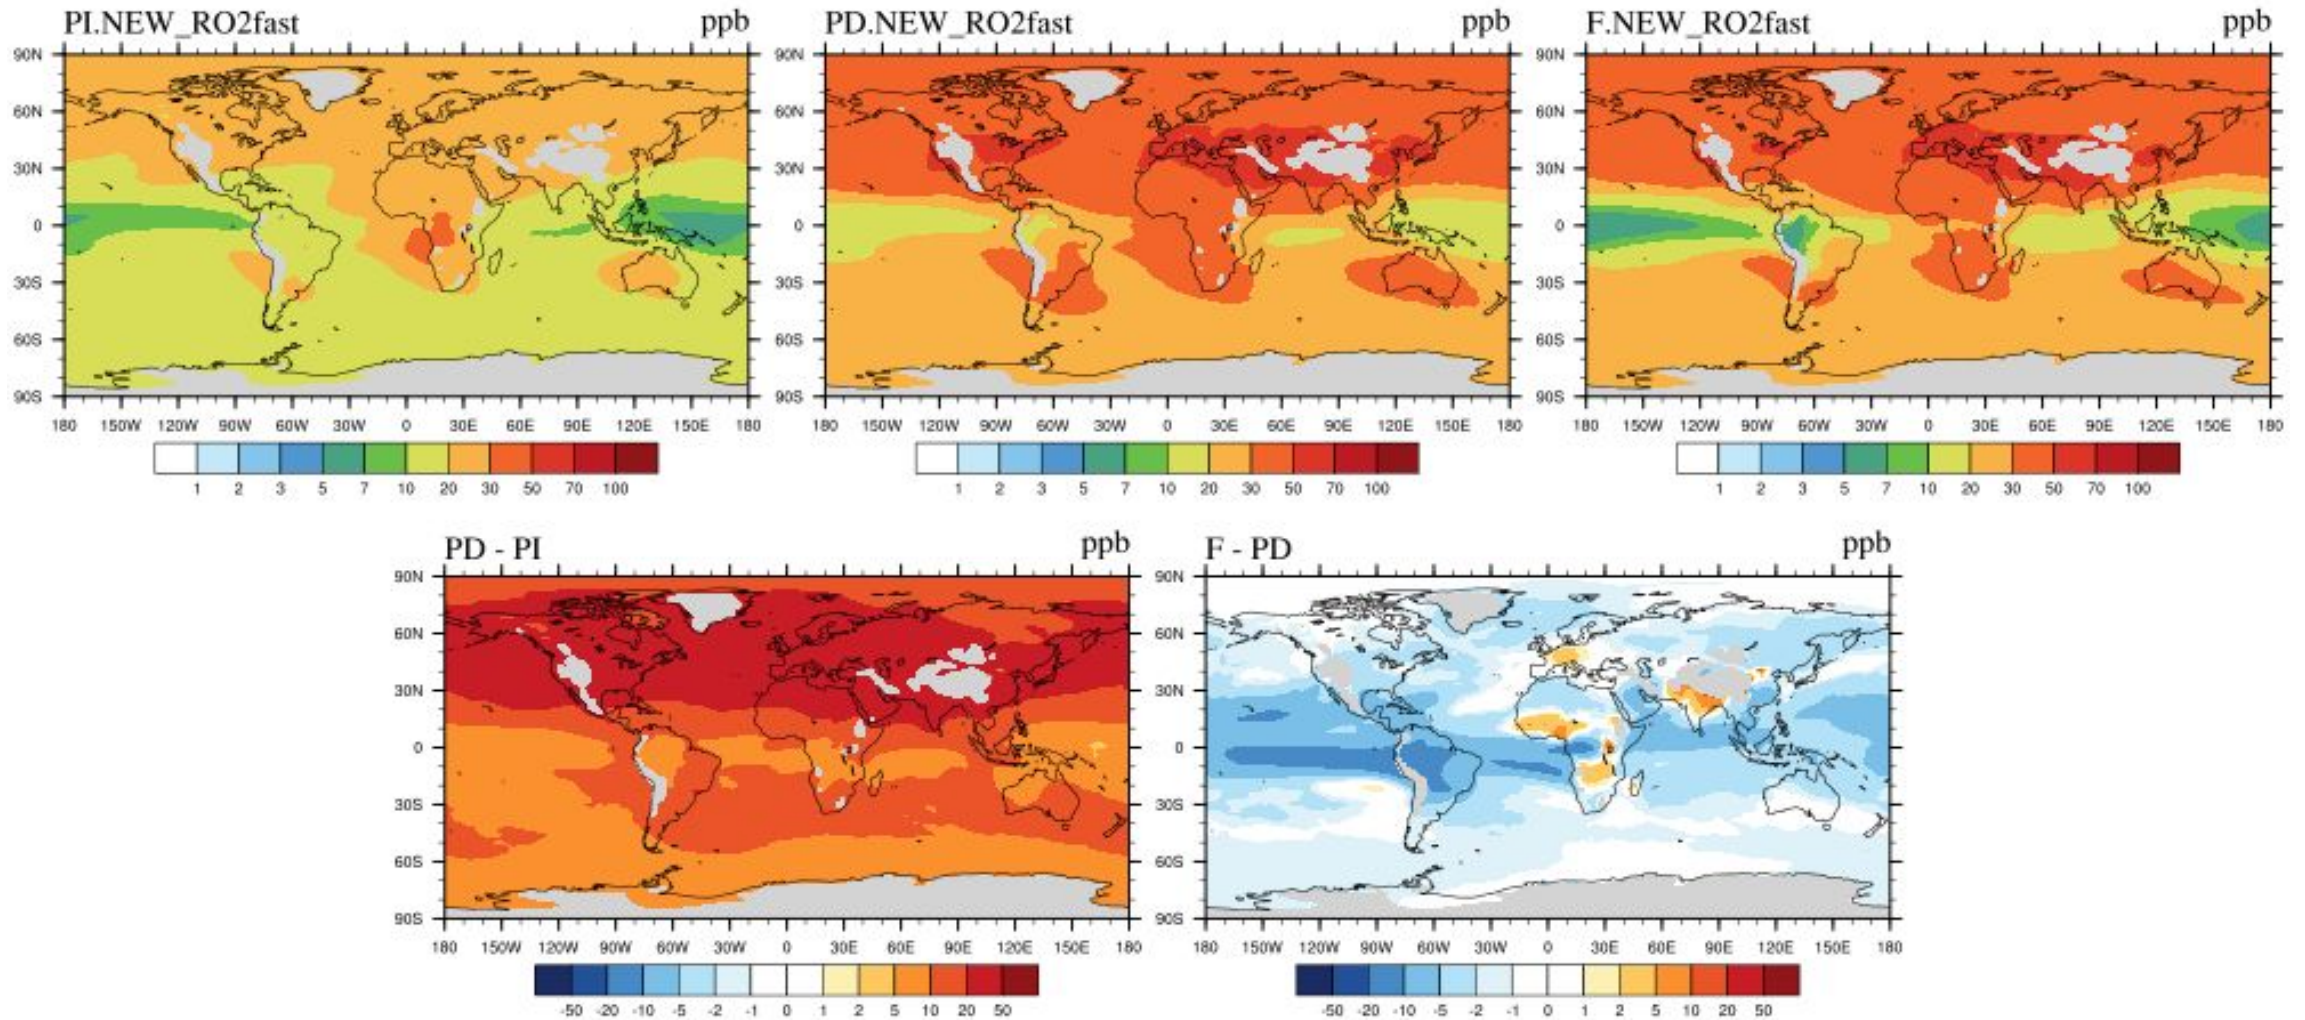 PI.NEW_RO2fast ppb PD.NEW_RO2fast ppb F.NEW_RO2fast ppb
90N 90N 90N
60N 60N 60N
30N 30N 30N
0 0 0
30S 30S 30S
60S 60S 60S
90S 90S 90S
180 150W 120W 90W 60W 30W 0 30E 60E 90E 120E 150E 180 180 150W 120W 90W 60W 30W 0 30E 60E 90E 120E 150E 180 180 150W 120W 90W 60W 30W 0 30E 60E 90E 120E 150E 180
1 2 3 5 7 10 20 30 50 70 100 1 2 3 5 7 10 20 30 50 70 100 1 2 3 5 7 10 20 30 50 70 100
PD - PI ppb F - PD ppb
90N 90N
60N 60N
30N 30N
0 0
30S 30S
60S 60S
90S 90S
180 150W 120W 90W 60W 30W 0 30E 60E 90E 120E 150E 180 180 150W 120W 90W 60W 30W 0 30E 60E 90E 120E 150E 180
-50 -20 -10 -5 -2 -1 0 1 2 5 10 20 50 -50 -20 -10 -5 -2 -1 0 1 2 5 10 20 50